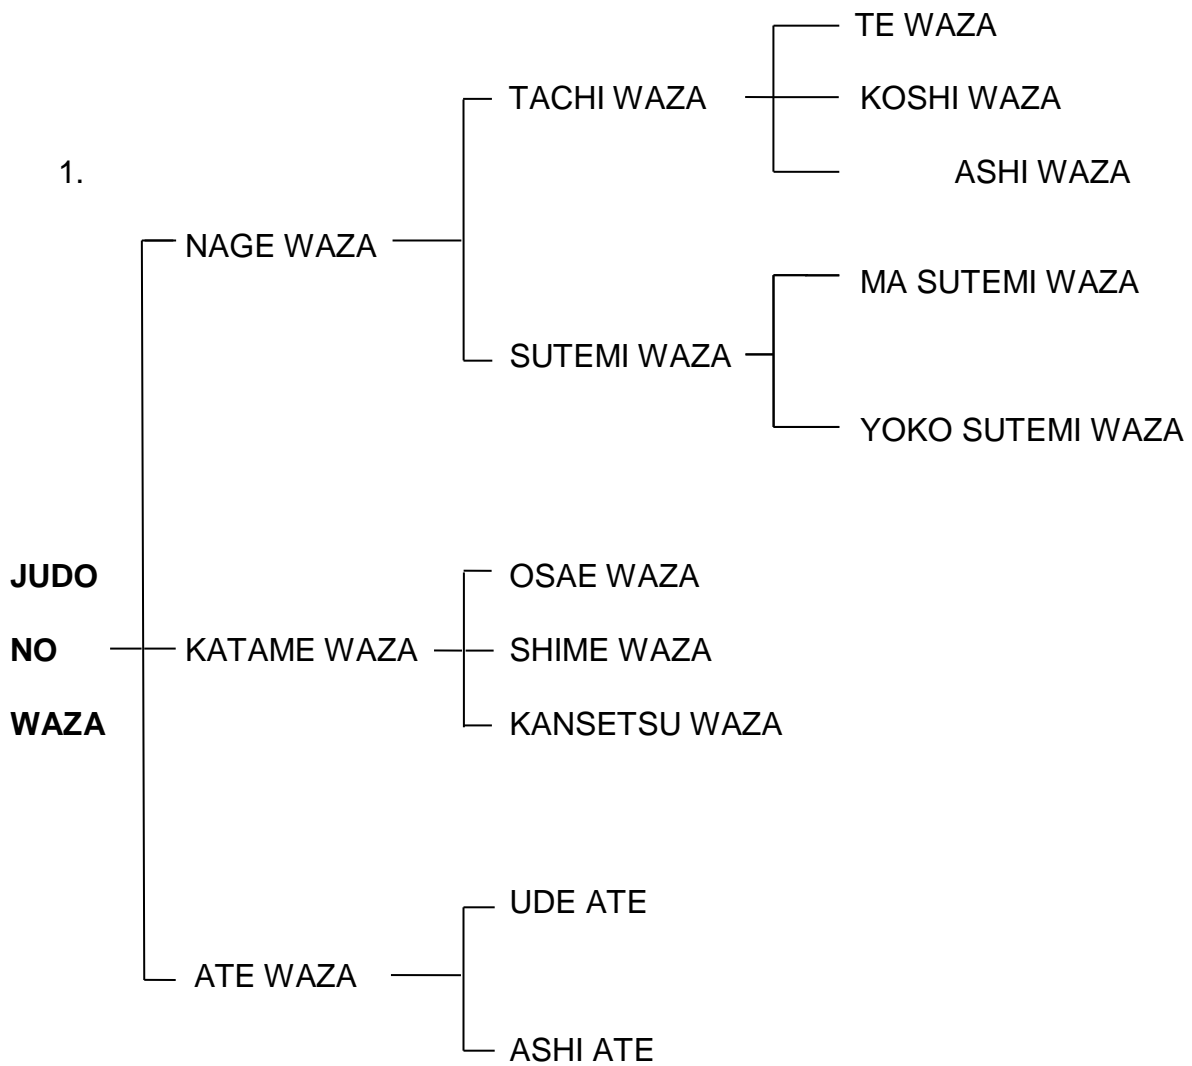 TE WAZA
TACHI WAZA KOSHI WAZA
1. ASHI WAZA
NAGE WAZA
MA SUTEMI WAZA
SUTEMI WAZA
YOKO SUTEMI WAZA
JUDO OSAE WAZA
NO KATAME WAZA SHIME WAZA
WAZA KANSETSU WAZA
UDE ATE
ATE WAZA
ASHI ATE